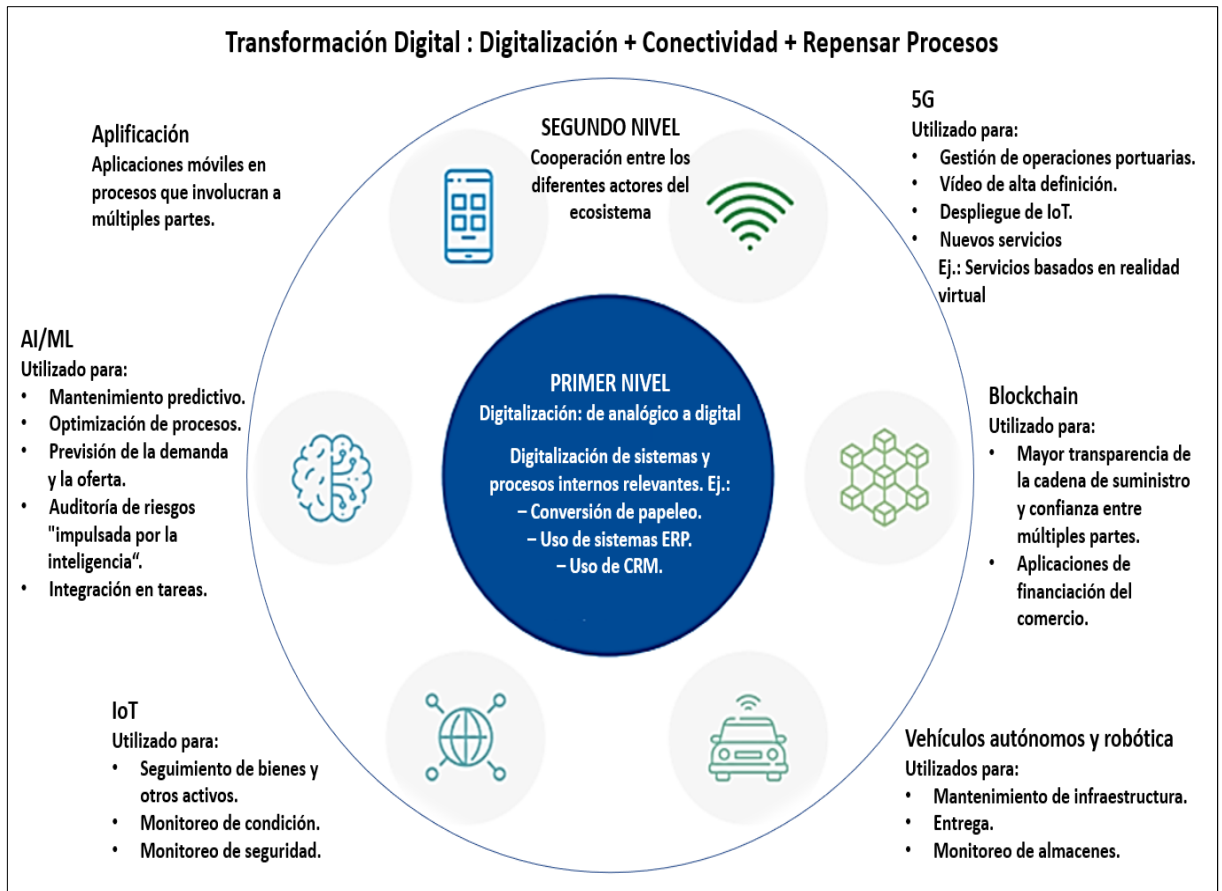 Transformación Digital : Digitalización + Conectividad + Repensar Procesos
Aplificación
Aplicaciones móviles en
procesos que involucran a
múltiples partes.
SEGUNDO NIVEL
Cooperación entre los
diferentes actores del
ecosistema
5G
Utilizado para:
• Gestión de operaciones portuarias.
• Vídeo de alta definición.
• Despliegue de IoT.
• Nuevos servicios
Ej.: Servicios basados en realidad
virtual
AI/ML
Utilizado para:
• Mantenimiento predictivo.
• Optimización de procesos.
• Previsión de la demanda
y la oferta.
• Auditoría de riesgos
"impulsada por la
inteligencia“.
• Integración en tareas.
PRIMER NIVEL
Digitalización: de analógico a digital
Digitalización de sistemas y
procesos internos relevantes. Ej.:
– Conversión de papeleo.
– Uso de sistemas ERP.
– Uso de CRM.
Blockchain
Utilizado para:
• Mayor transparencia de
la cadena de suministro
y confianza entre
múltiples partes.
• Aplicaciones de
financiación del
comercio.
IoT
Utilizado para:
• Seguimiento de bienes y
otros activos.
• Monitoreo de condición.
• Monitoreo de seguridad.
Vehículos autónomos y robótica
Utilizados para:
• Mantenimiento de infraestructura.
• Entrega.
• Monitoreo de almacenes.